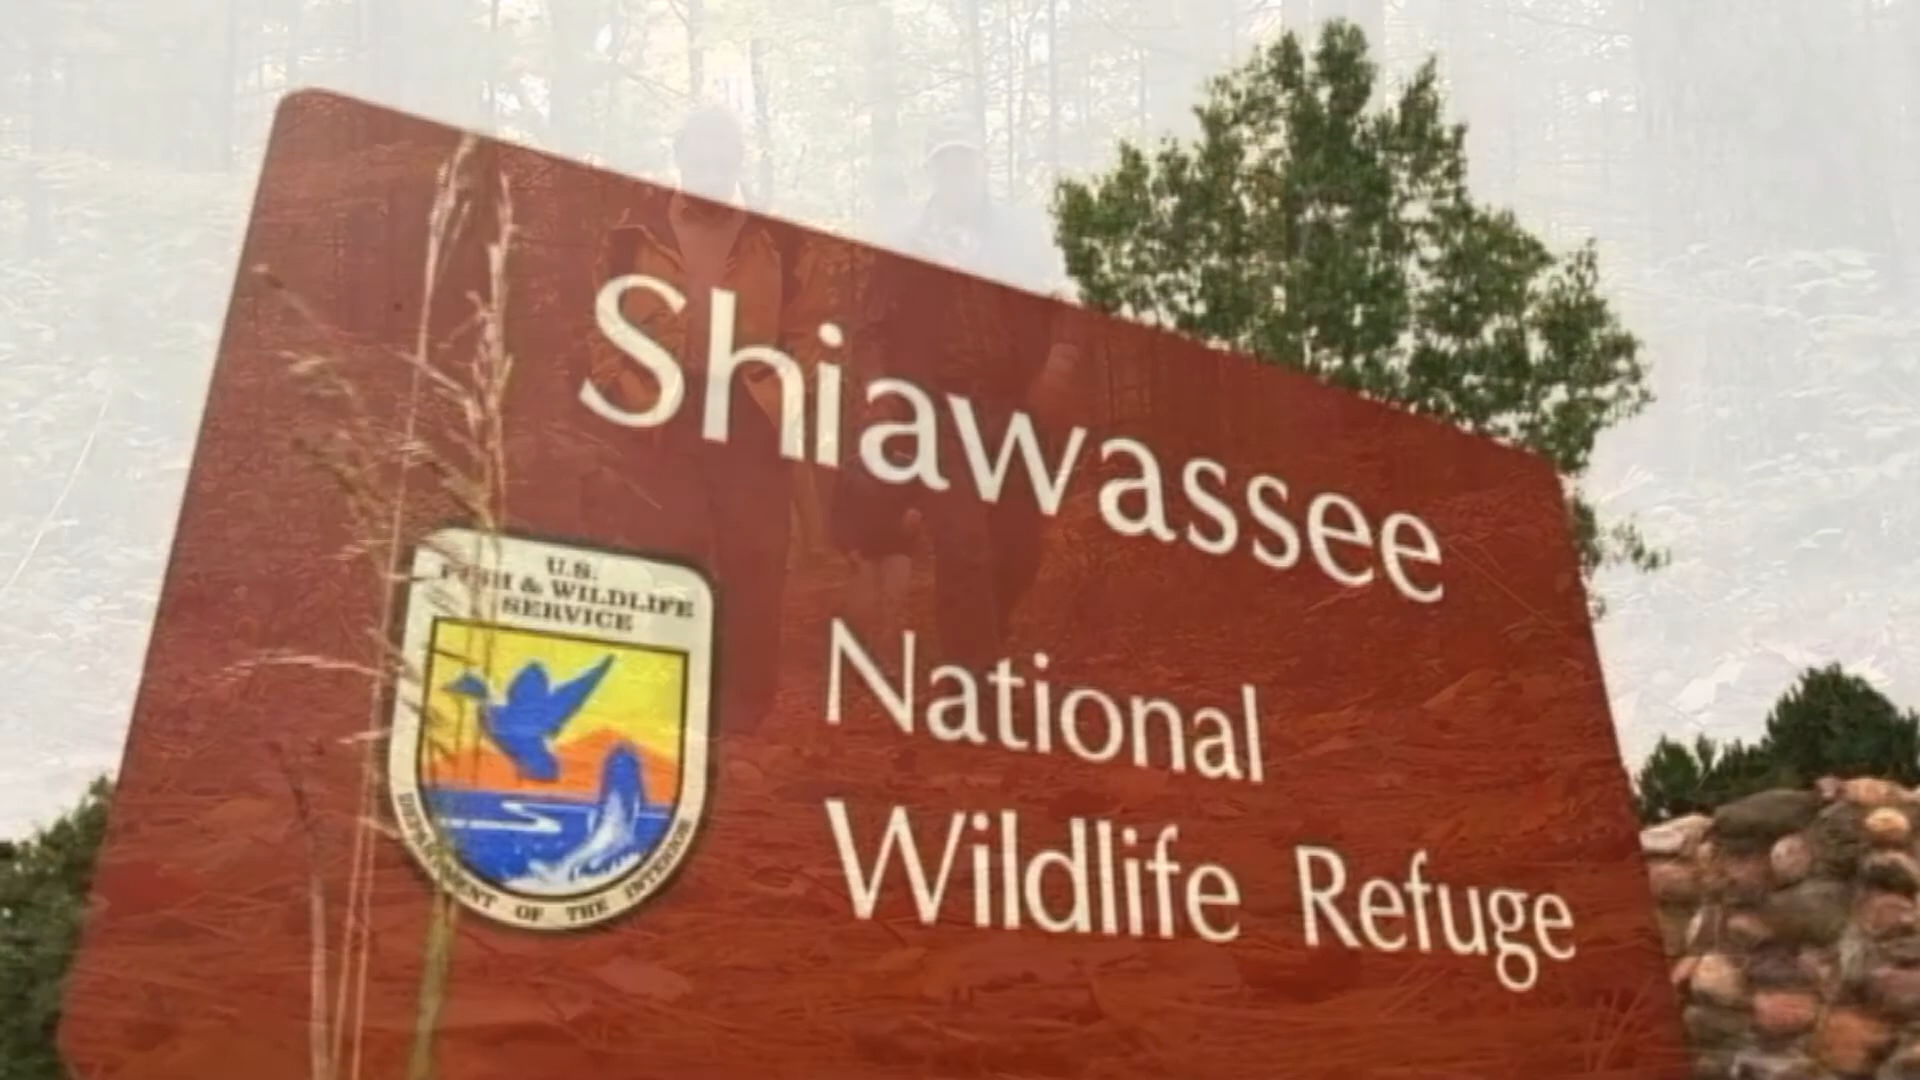 Shiawassee
National
Wildlife Refuge
U.S.
FISH & WILDLIFE
SERVICE
DEPARTMENT OF THE INTERIOR